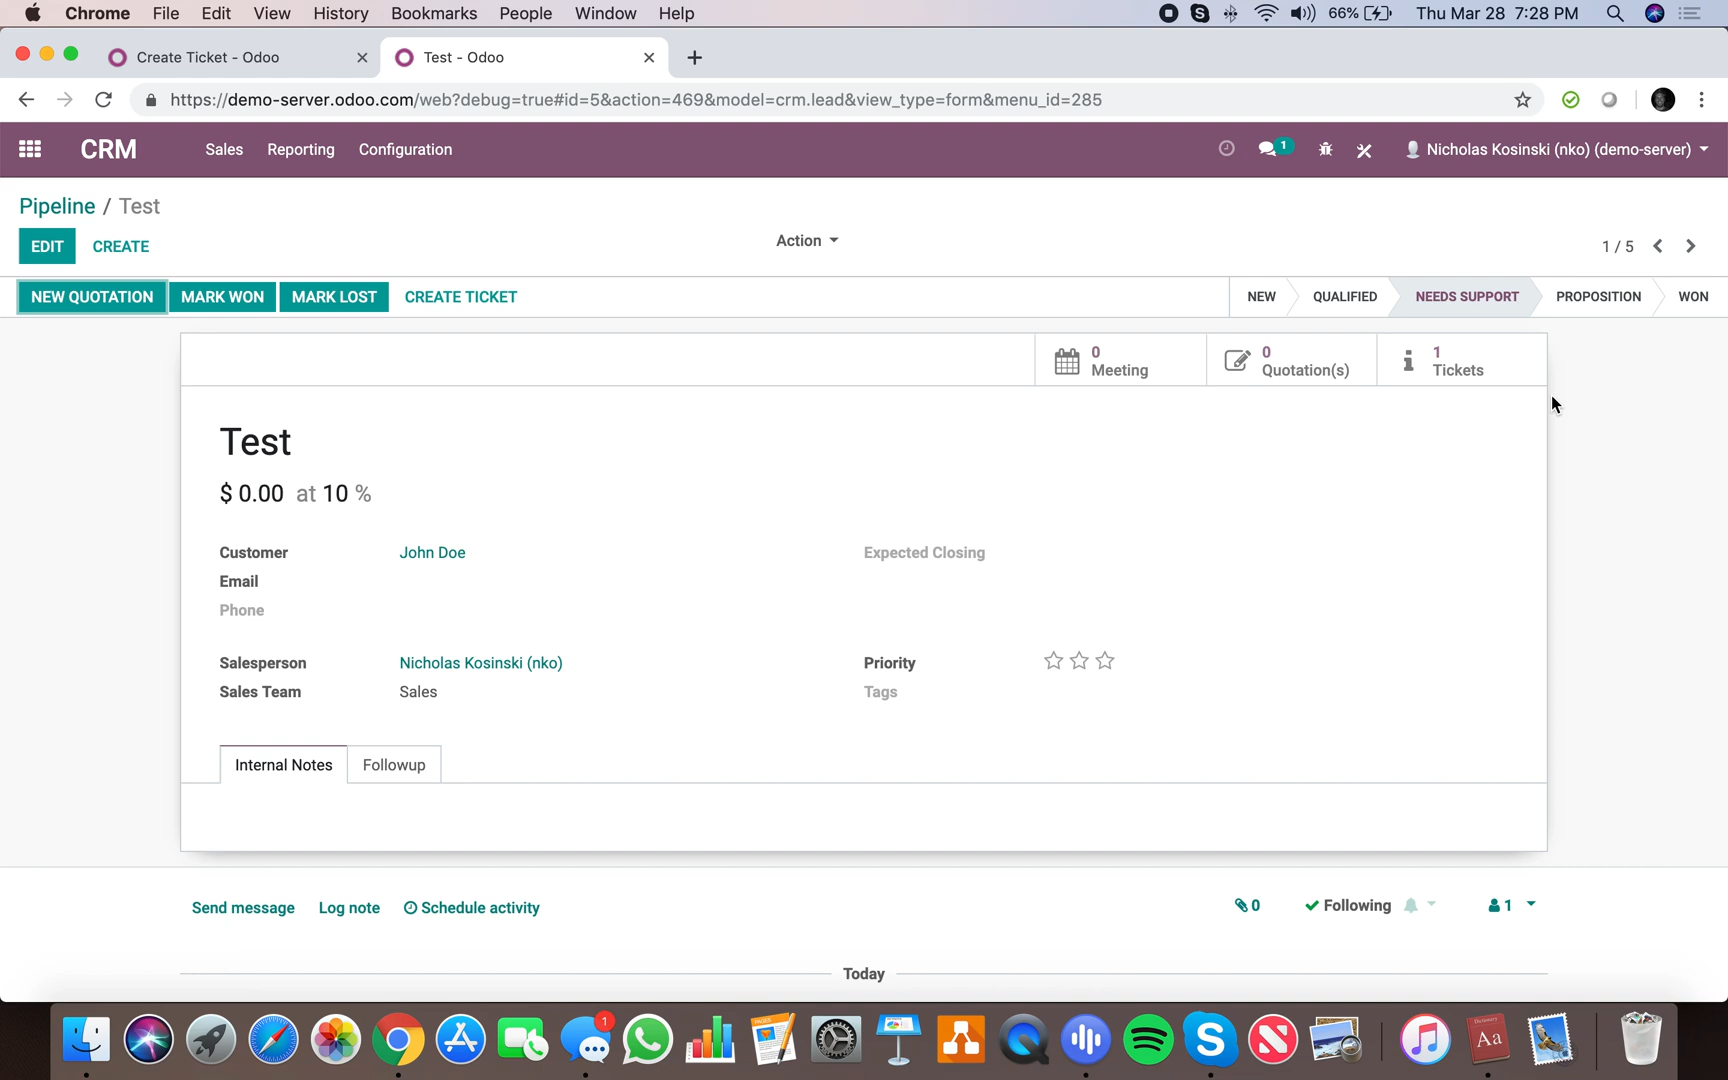 Chrome File Edit View History Bookmarks People Window Help 66% Thu Mar 28 7:28 PM
Create Ticket - Odoo Test - Odoo
https://demo-server.odoo.com/web?debug=true#id=5&action=469&model=crm.lead&view_type=form&menu_id=285
CRM Sales Reporting Configuration 1 Nicholas Kosinski (nko) (demo-server)
Pipeline / Test
EDIT CREATE Action 1 / 5
NEW QUOTATION MARK WON MARK LOST CREATE TICKET NEW QUALIFIED NEEDS SUPPORT PROPOSITION WON
0 0 1
Meeting Quotation(s) Tickets
Test
$ 0.00 at 10 %
Customer John Doe Expected Closing
Email
Phone
Salesperson Nicholas Kosinski (nko) Priority
Sales Team Sales Tags
Internal Notes Followup
Send message Log note Schedule activity 0 Following 1
Today
1
Aa